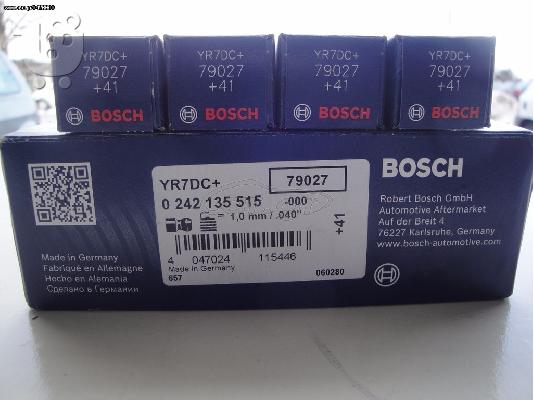 YR7DC+
79027
+41
BOSCH
YR7DC+
79027
+41
BOSCH
YR7DC+
79027
+41
BOSCH
YR7DC+
79027
+41
BOSCH
YR7DC+ 79027
0 242 135 515 -000
= 1,0 mm / .040"
+41
4 047024 115446
Made in Germany
657 060280
Made in Germany
Fabriqué en Allemagne
Hecho en Alemania
Сделано в Германии
BOSCH
Robert Bosch GmbH
Automotive Aftermarket
Auf der Breit 4
76227 Karlsruhe, Germany
www.bosch-automotive.com
BOSCH